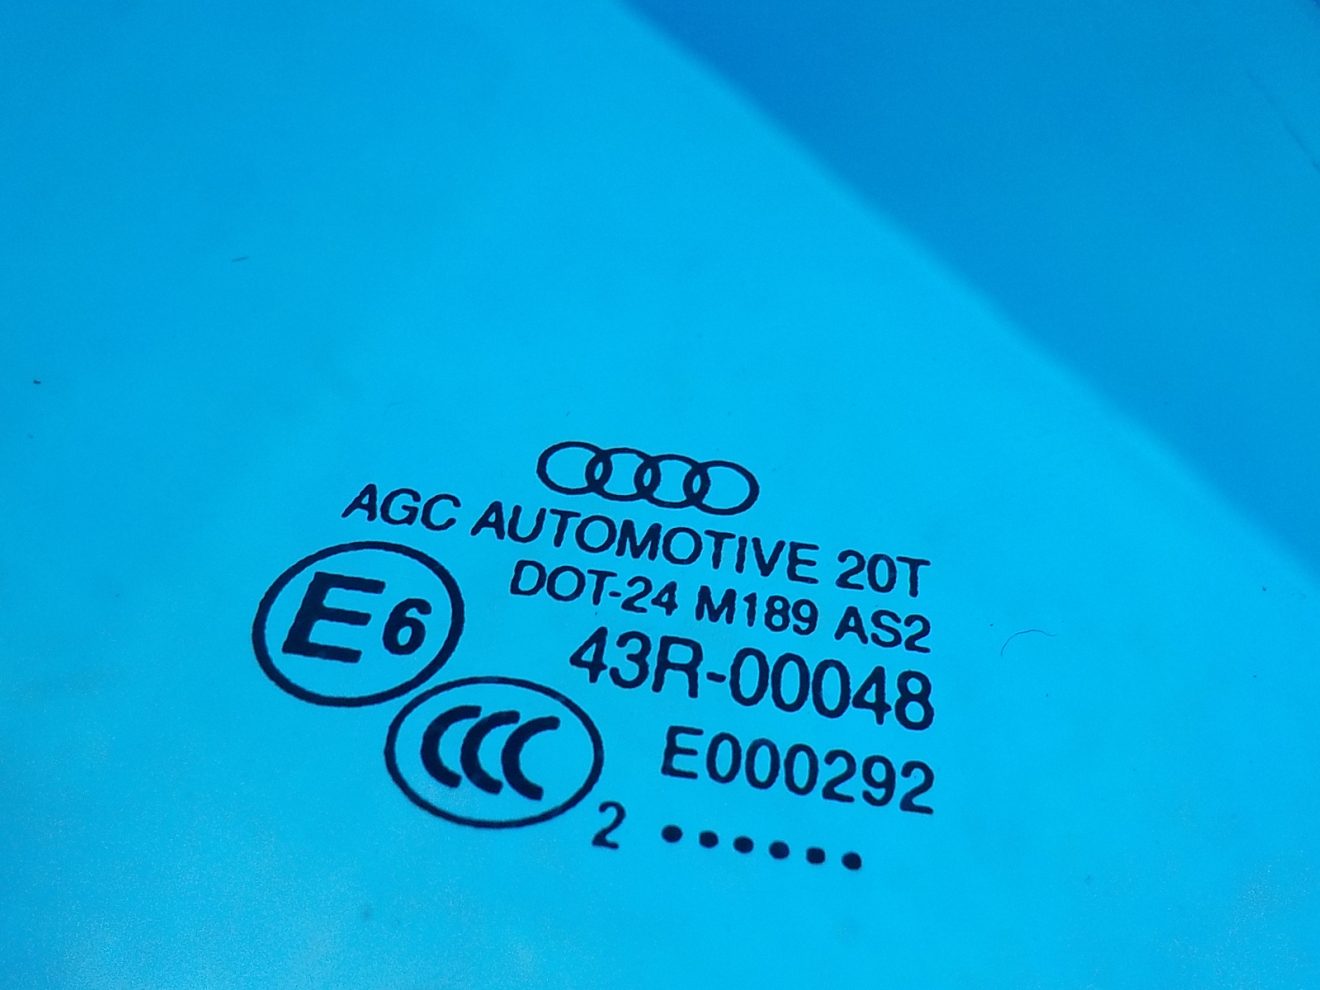 AGC AUTOMOTIVE 20T
DOT-24 M189 AS2
E6
43R-00048
CCC
E000292
2 ......